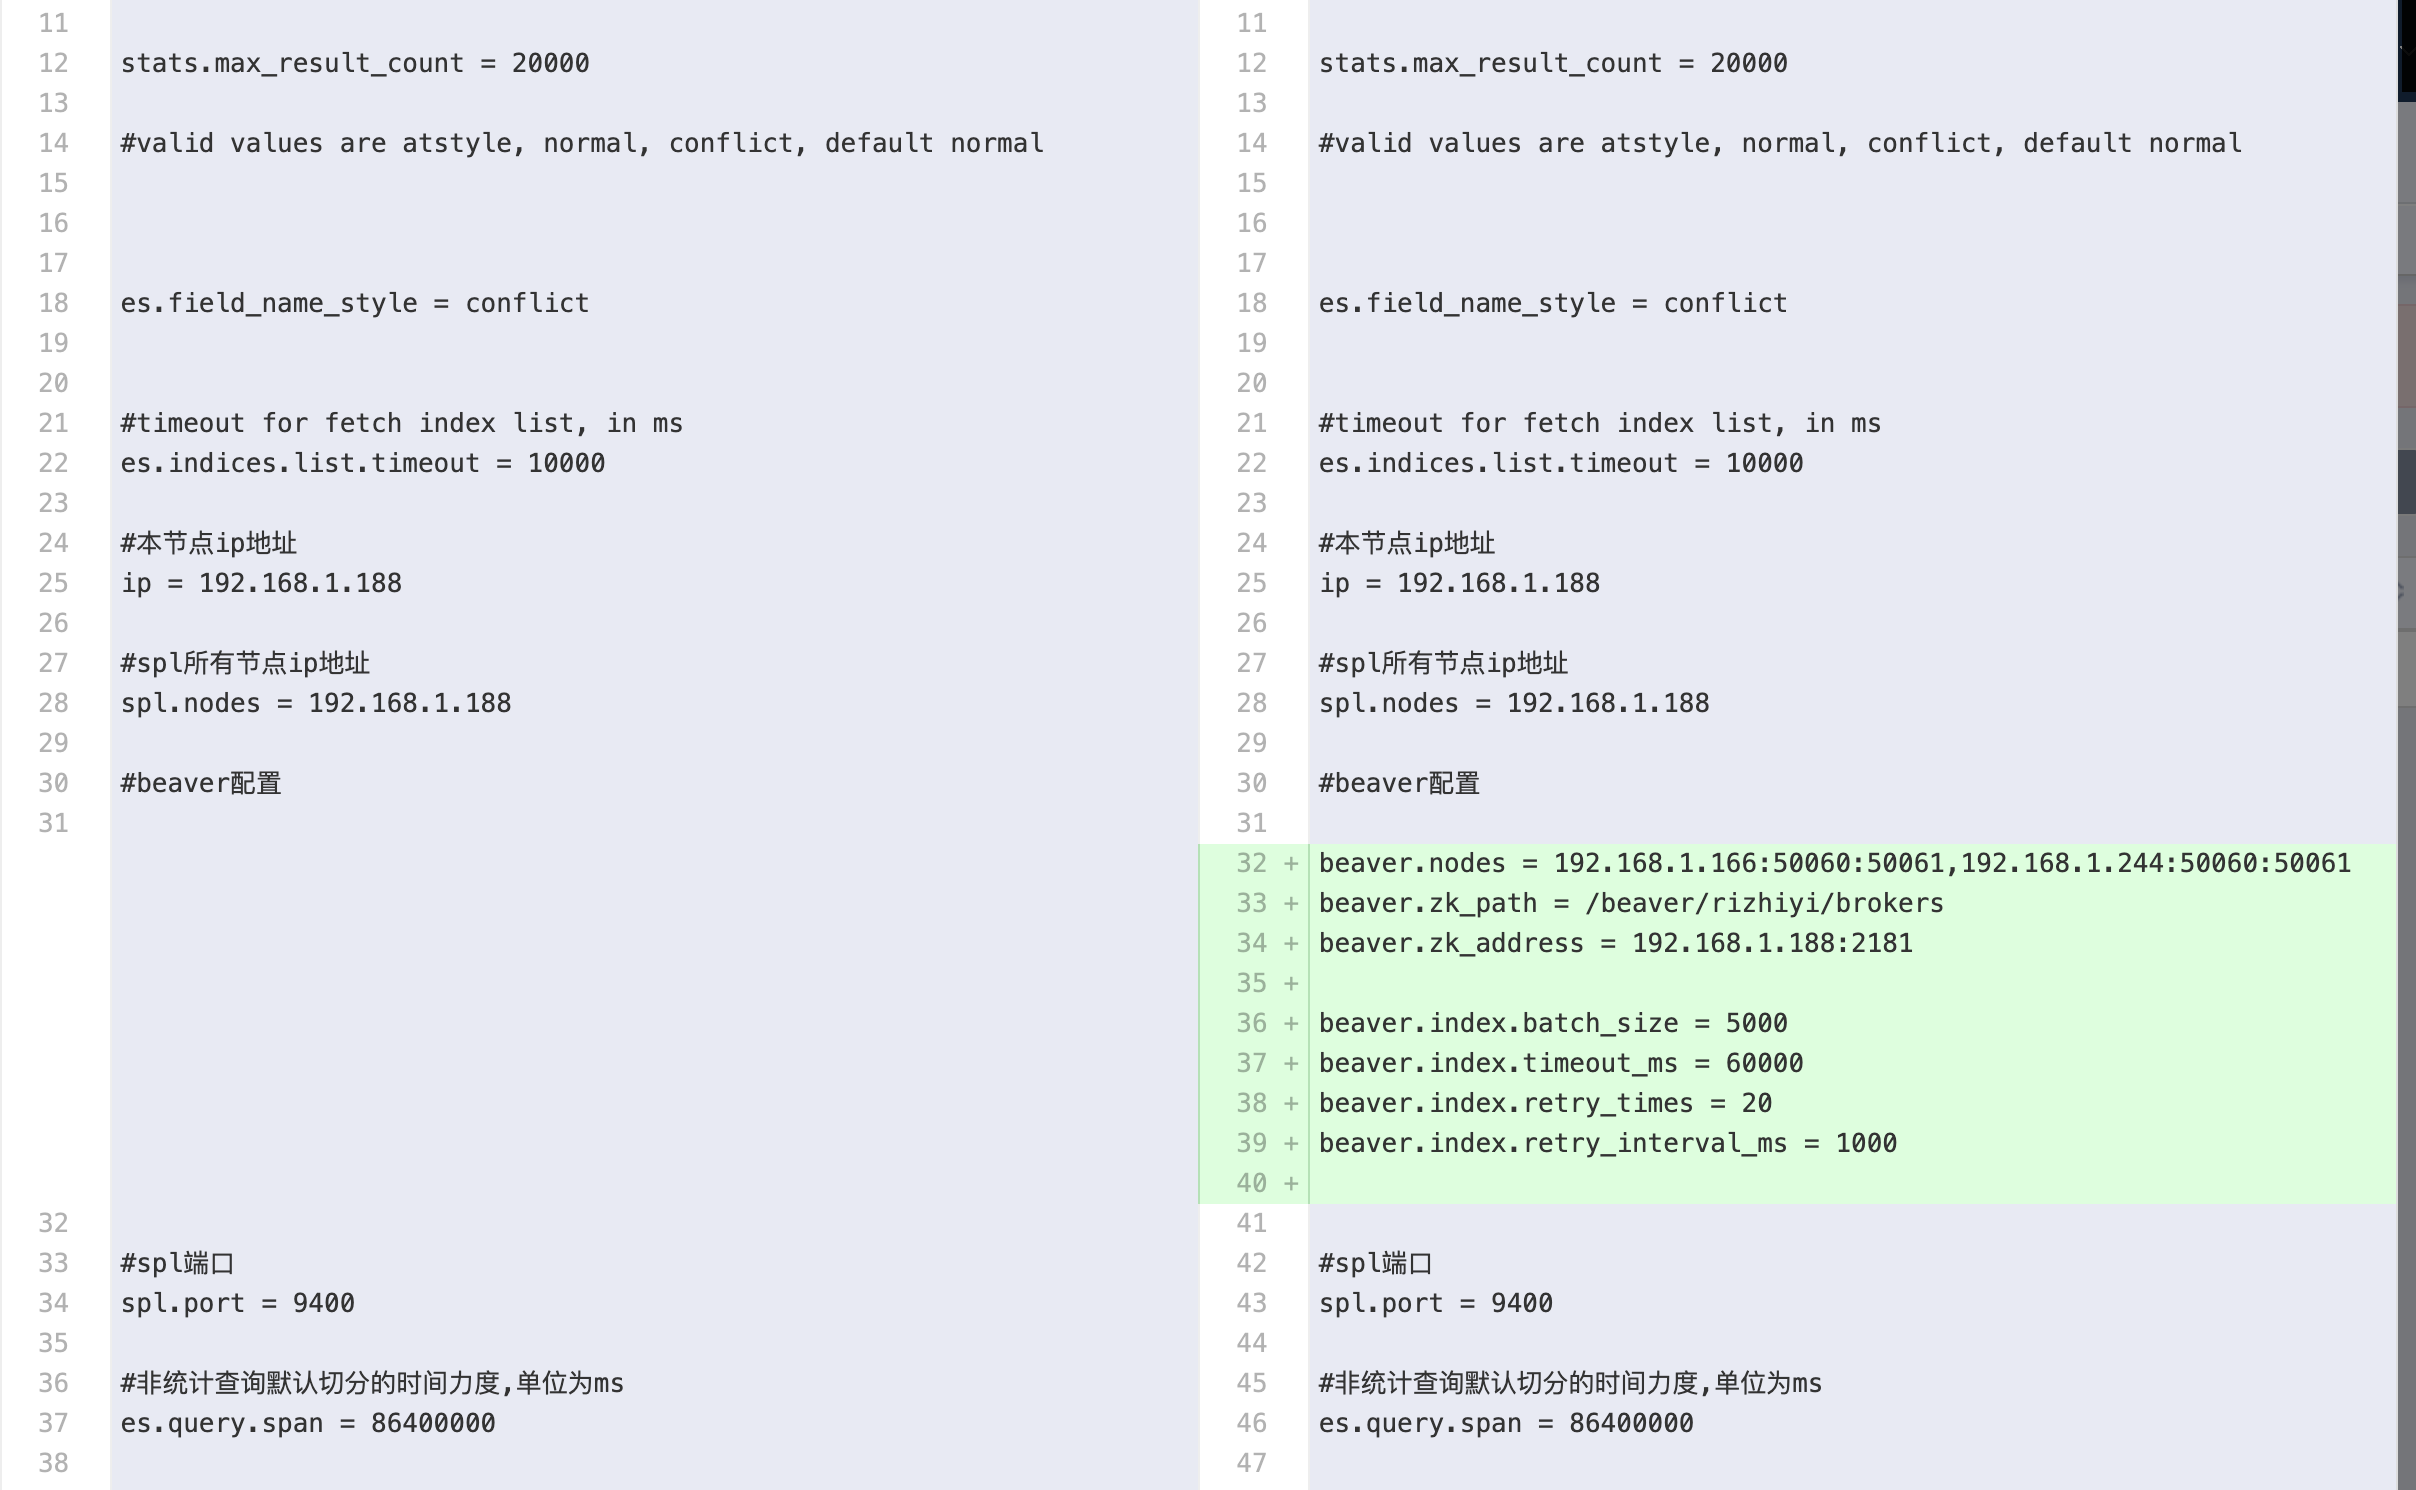 11
12 stats.max_result_count = 20000
13
14 #valid values are atstyle, normal, conflict, default normal
15
16
17
18 es.field_name_style = conflict
19
20
21 #timeout for fetch index list, in ms
22 es.indices.list.timeout = 10000
23
24 #本节点ip地址
25 ip = 192.168.1.188
26
27 #spl所有节点ip地址
28 spl.nodes = 192.168.1.188
29
30 #beaver配置
31
32
33 #spl端口
34 spl.port = 9400
35
36 #非统计查询默认切分的时间力度,单位为ms
37 es.query.span = 86400000
38
11
12 stats.max_result_count = 20000
13
14 #valid values are atstyle, normal, conflict, default normal
15
16
17
18 es.field_name_style = conflict
19
20
21 #timeout for fetch index list, in ms
22 es.indices.list.timeout = 10000
23
24 #本节点ip地址
25 ip = 192.168.1.188
26
27 #spl所有节点ip地址
28 spl.nodes = 192.168.1.188
29
30 #beaver配置
31
32 + beaver.nodes = 192.168.1.166:50060:50061,192.168.1.244:50060:50061
33 + beaver.zk_path = /beaver/rizhiyi/brokers
34 + beaver.zk_address = 192.168.1.188:2181
35 +
36 + beaver.index.batch_size = 5000
37 + beaver.index.timeout_ms = 60000
38 + beaver.index.retry_times = 20
39 + beaver.index.retry_interval_ms = 1000
40 +
41
42 #spl端口
43 spl.port = 9400
44
45 #非统计查询默认切分的时间力度,单位为ms
46 es.query.span = 86400000
47